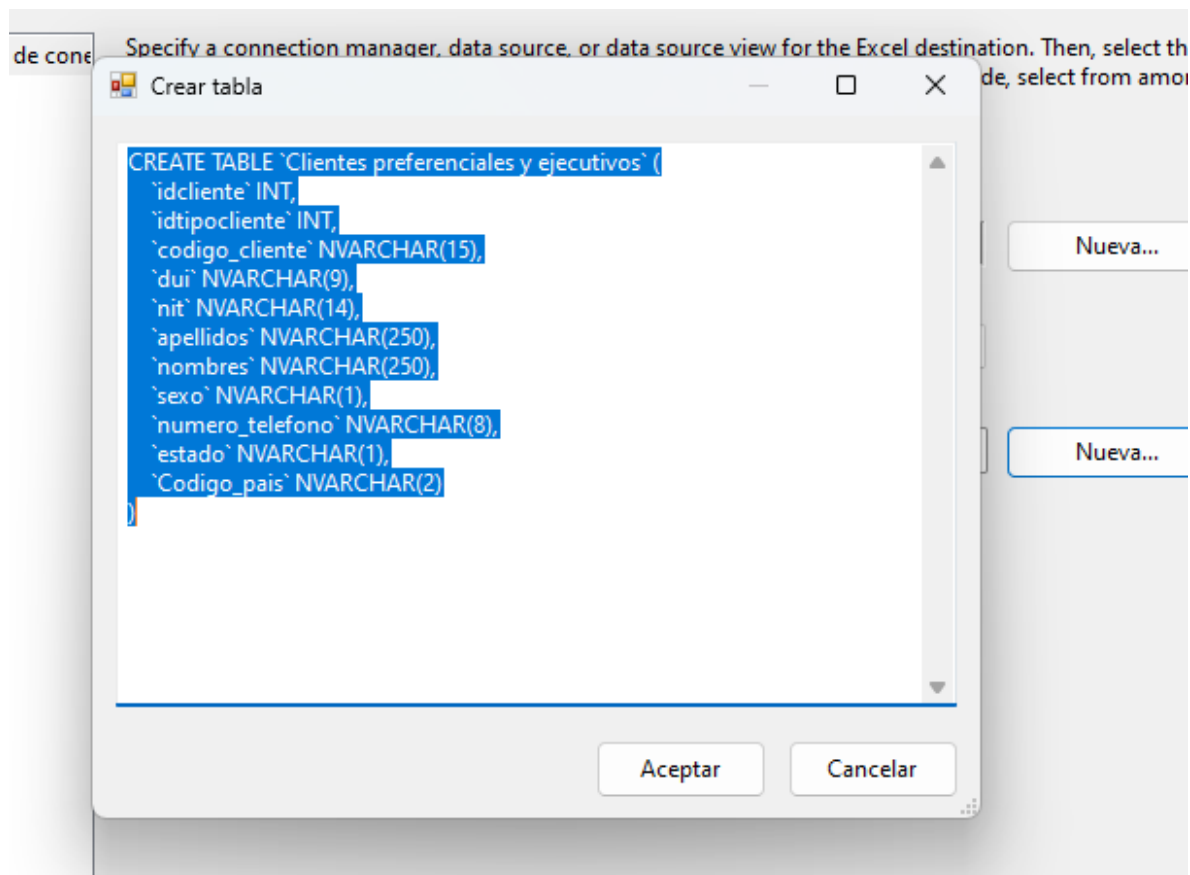 de cone
Specify a connection manager, data source, or data source view for the Excel destination. Then, select th
de, select from amor
Crear tabla
CREATE TABLE `Clientes preferenciales y ejecutivos` (
`idcliente` INT,
`idtipocliente` INT,
`codigo_cliente` NVARCHAR(15),
`dui` NVARCHAR(9),
`nit` NVARCHAR(14),
`apellidos` NVARCHAR(250),
`nombres` NVARCHAR(250),
`sexo` NVARCHAR(1),
`numero_telefono` NVARCHAR(8),
`estado` NVARCHAR(1),
`Codigo_pais` NVARCHAR(2)
)
Nueva...
Nueva...
Aceptar
Cancelar